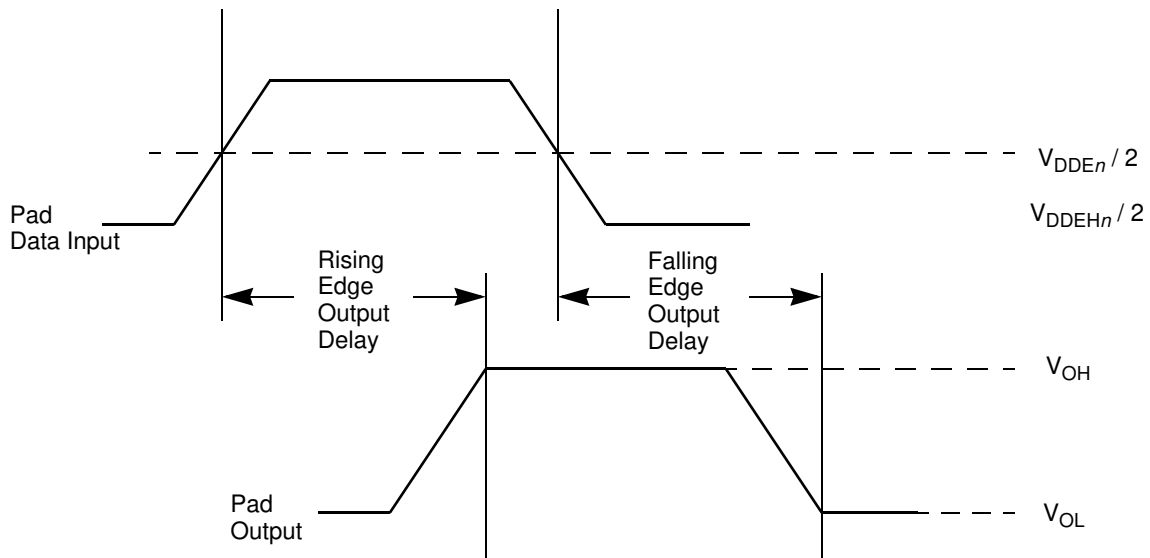 V_DDEn / 2
Pad
Data Input
V_DDEHn / 2
Rising
Edge
Output
Delay
Falling
Edge
Output
Delay
V_OH
Pad
Output
V_OL